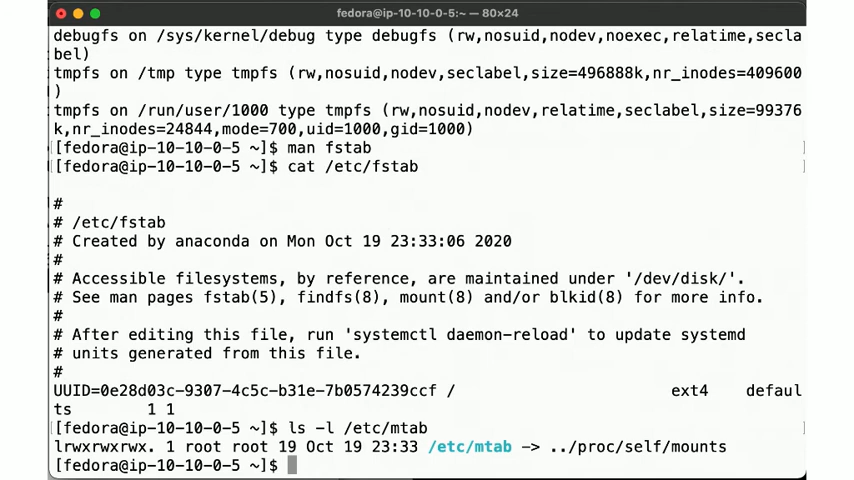 fedora@ip-10-10-0-5:~ — 80×24
debugfs on /sys/kernel/debug type debugfs (rw,nosuid,nodev,noexec,relatime,secla
bel)
tmpfs on /tmp type tmpfs (rw,nosuid,nodev,seclabel,size=496888k,nr_inodes=409600
)
tmpfs on /run/user/1000 type tmpfs (rw,nosuid,nodev,relatime,seclabel,size=99376
k,nr_inodes=24844,mode=700,uid=1000,gid=1000)
[fedora@ip-10-10-0-5 ~]$ man fstab
[fedora@ip-10-10-0-5 ~]$ cat /etc/fstab
#
# /etc/fstab
# Created by anaconda on Mon Oct 19 23:33:06 2020
#
# Accessible filesystems, by reference, are maintained under '/dev/disk/'.
# See man pages fstab(5), findfs(8), mount(8) and/or blkid(8) for more info.
#
# After editing this file, run 'systemctl daemon-reload' to update systemd
# units generated from this file.
#
UUID=0e28d03c-9307-4c5c-b31e-7b0574239ccf /                          ext4    defaul
ts         1 1
[fedora@ip-10-10-0-5 ~]$ ls -l /etc/mtab
lrwxrwxrwx. 1 root root 19 Oct 19 23:33 /etc/mtab -> ../proc/self/mounts
[fedora@ip-10-10-0-5 ~]$